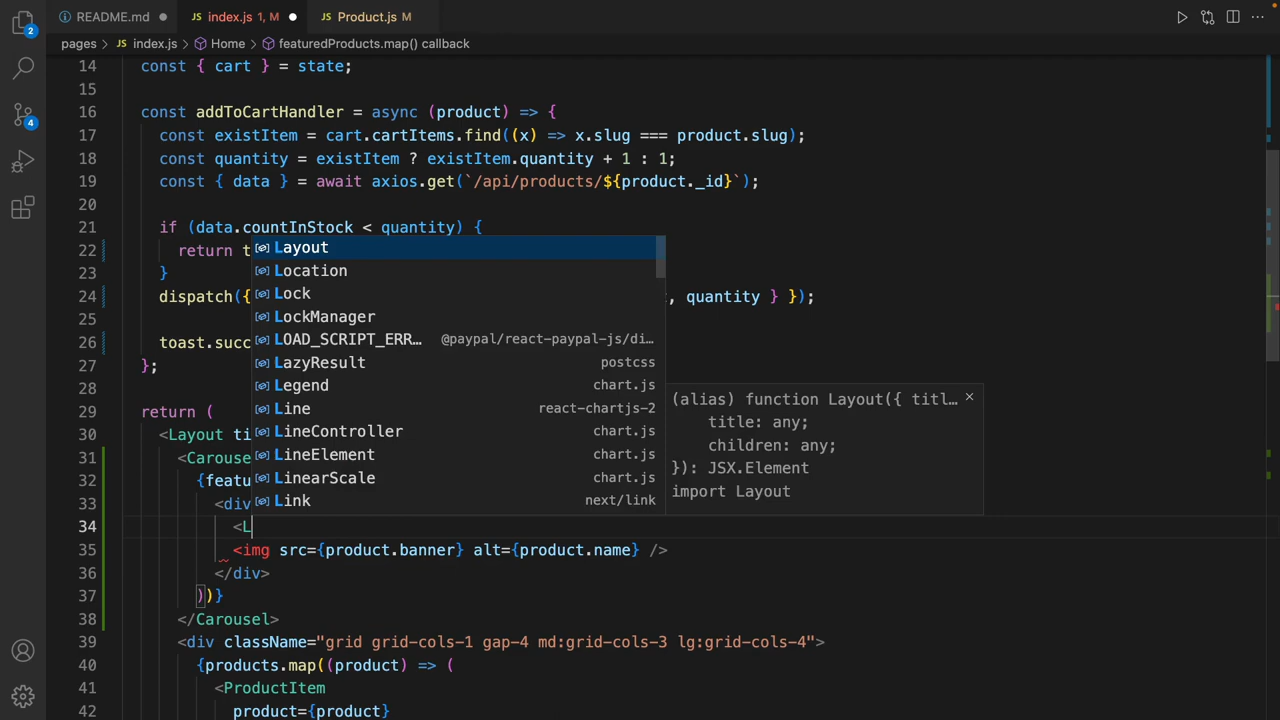 README.md
index.js 1, M
Product.js M
pages > JS index.js > Home > featuredProducts.map() callback
14 const { cart } = state;
15
16 const addToCartHandler = async (product) => {
17 const existItem = cart.cartItems.find((x) => x.slug === product.slug);
18 const quantity = existItem ? existItem.quantity + 1 : 1;
19 const { data } = await axios.get(`/api/products/${product._id}`);
20
21 if (data.countInStock < quantity) {
22 return t
23 }
24 dispatch({ , quantity } });
25
26 toast.succ
27 };
28
29 return (
30 <Layout ti
31 <Carouse
32 {featu
33 <div
34 <L
35 <img src={product.banner} alt={product.name} />
36 </div>
37 ))}
38 </Carousel>
39 <div className="grid grid-cols-1 gap-4 md:grid-cols-3 lg:grid-cols-4">
40 {products.map((product) => (
41 <ProductItem
42 product={product}
Layout
Location
Lock
LockManager
LOAD_SCRIPT_ERR… @paypal/react-paypal-js/di…
LazyResult postcss
Legend chart.js
Line react-chartjs-2
LineController chart.js
LineElement chart.js
LinearScale chart.js
Link next/link
(alias) function Layout({ titl…
title: any;
children: any;
}): JSX.Element
import Layout
2
4